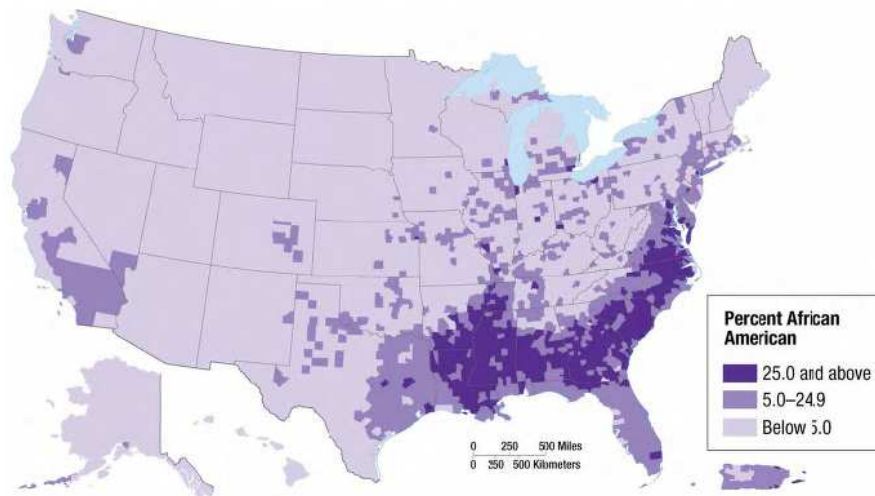 Percent African
American
25.0 and above
5.0–24.9
Below 5.0
0 250 500 Miles
0 250 500 Kilometers